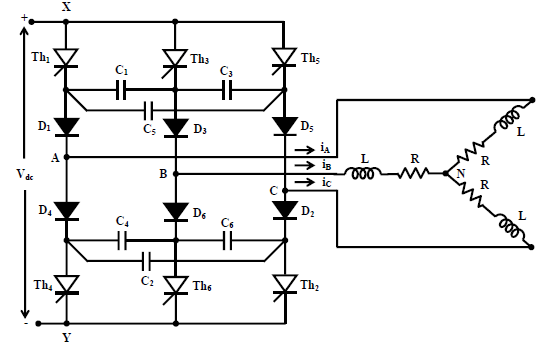 X
+
Th₁ Th₃ Th₅
C₁ C₃
C₅
D₁ D₃ D₅
A iA
B iB L R N
C iC
L
R
R
L
Vdc
D₄ D₆ D₂
C₄ C₆
C₂
Th₄ Th₆ Th₂
-
Y